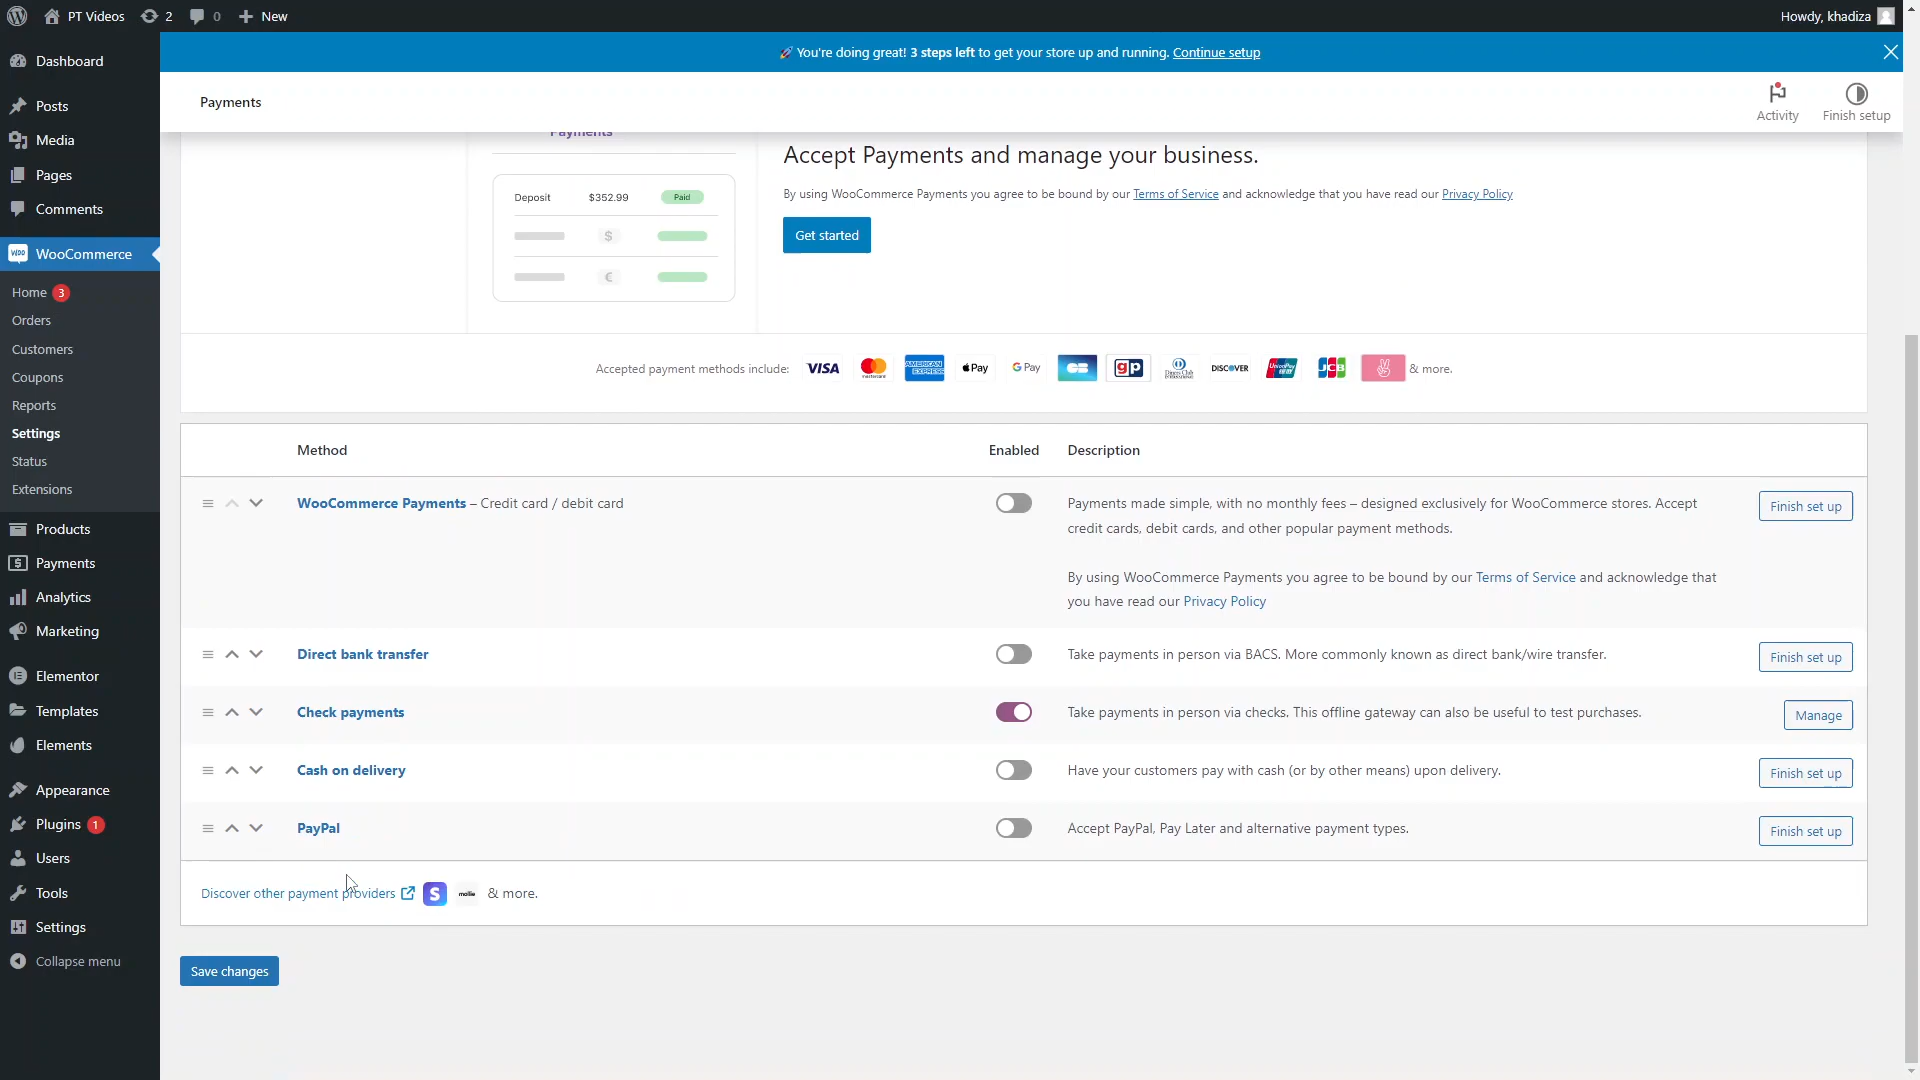 PT Videos 2 0 New Howdy, khadiza
You're doing great! 3 steps left to get your store up and running. Continue setup
Dashboard
Posts
Media
Pages
Comments
WooCommerce
Home 3
Orders
Customers
Coupons
Reports
Settings
Status
Extensions
Products
Payments
Analytics
Marketing
Elementor
Templates
Elements
Appearance
Plugins 1
Users
Tools
Settings
Collapse menu
Payments
Activity
Finish setup
Payments
Deposit $352.99 Paid
$
€
Accept Payments and manage your business.
By using WooCommerce Payments you agree to be bound by our Terms of Service and acknowledge that you have read our Privacy Policy
Get started
Accepted payment methods include: VISA mastercard AMERICAN EXPRESS Pay G Pay CB gp Diners Club DISCOVER UnionPay JCB & more.
Method Enabled Description
WooCommerce Payments – Credit card / debit card
Payments made simple, with no monthly fees – designed exclusively for WooCommerce stores. Accept
credit cards, debit cards, and other popular payment methods.
By using WooCommerce Payments you agree to be bound by our Terms of Service and acknowledge that
you have read our Privacy Policy
Finish set up
Direct bank transfer Take payments in person via BACS. More commonly known as direct bank/wire transfer. Finish set up
Check payments Take payments in person via checks. This offline gateway can also be useful to test purchases. Manage
Cash on delivery Have your customers pay with cash (or by other means) upon delivery. Finish set up
PayPal Accept PayPal, Pay Later and alternative payment types. Finish set up
Discover other payment providers S mollie & more.
Save changes